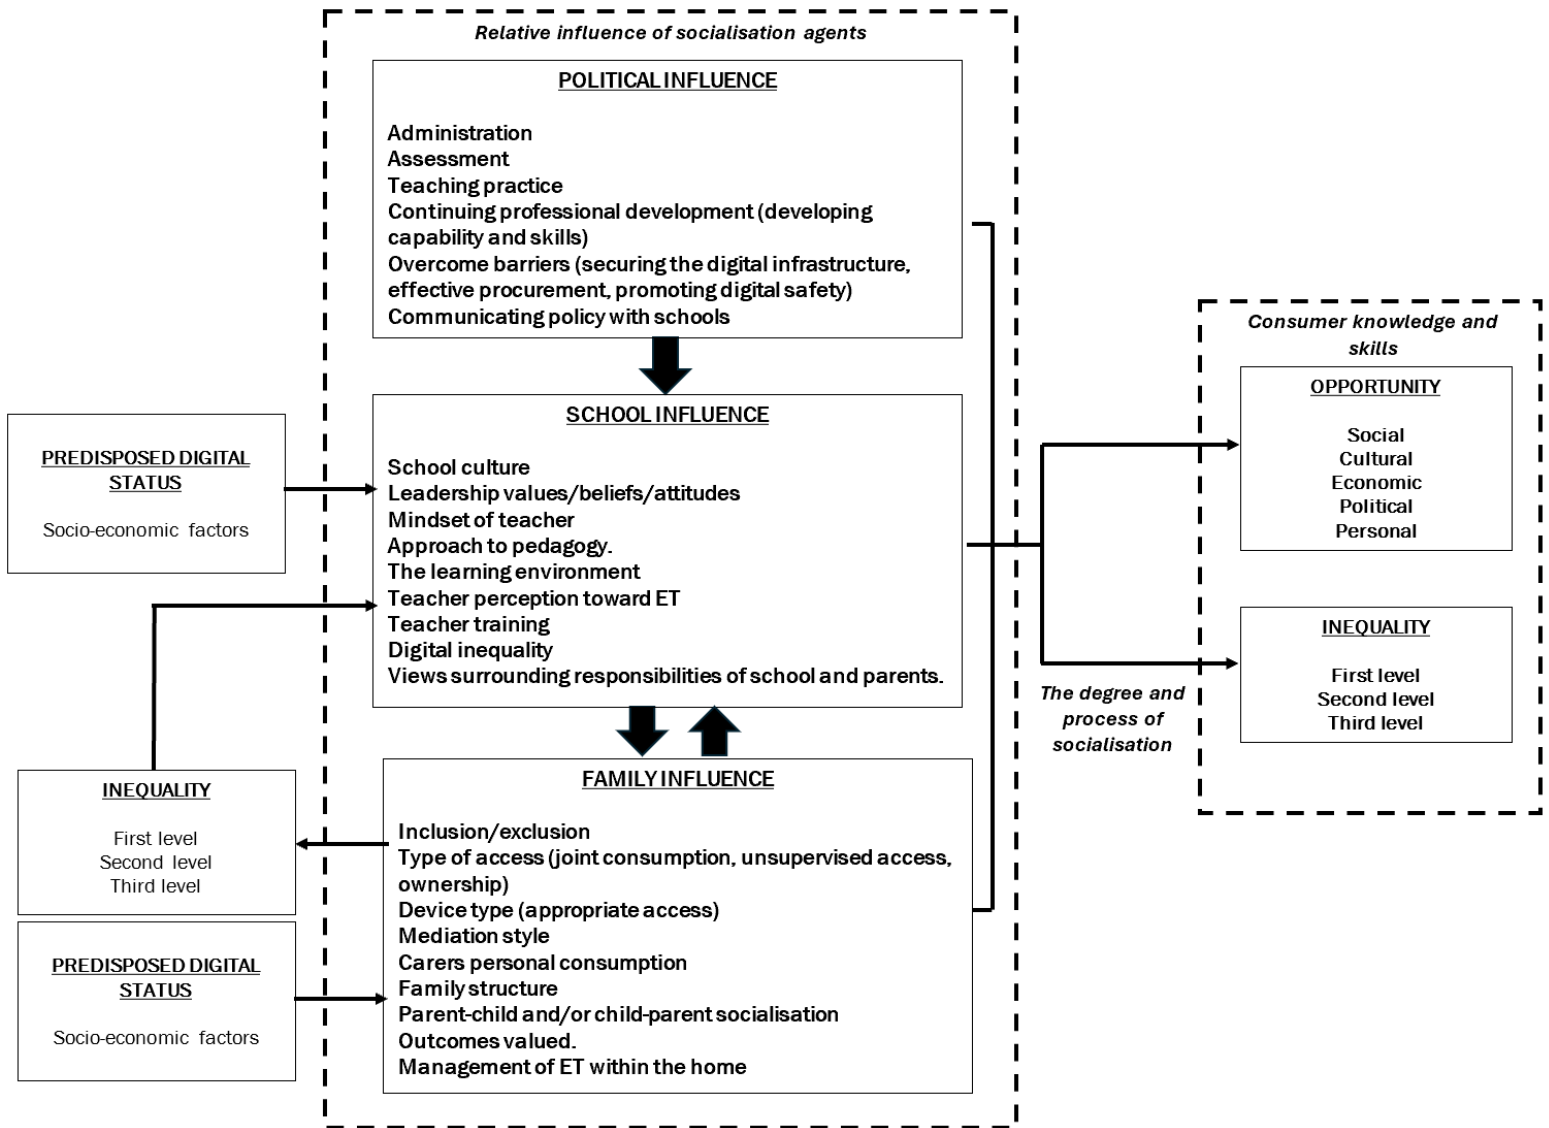 Relative influence of socialisation agents
POLITICAL INFLUENCE
Administration
Assessment
Teaching practice
Continuing professional development (developing
capability and skills)
Overcome barriers (securing the digital infrastructure,
effective procurement, promoting digital safety)
Communicating policy with schools
PREDISPOSED DIGITAL
STATUS
Socio-economic factors
SCHOOL INFLUENCE
School culture
Leadership values/beliefs/attitudes
Mindset of teacher
Approach to pedagogy.
The learning environment
Teacher perception toward ET
Teacher training
Digital inequality
Views surrounding responsibilities of school and parents.
INEQUALITY
First level
Second level
Third level
PREDISPOSED DIGITAL
STATUS
Socio-economic factors
FAMILY INFLUENCE
Inclusion/exclusion
Type of access (joint consumption, unsupervised access,
ownership)
Device type (appropriate access)
Mediation style
Carers personal consumption
Family structure
Parent-child and/or child-parent socialisation
Outcomes valued.
Management of ET within the home
The degree and
process of
socialisation
Consumer knowledge and
skills
OPPORTUNITY
Social
Cultural
Economic
Political
Personal
INEQUALITY
First level
Second level
Third level